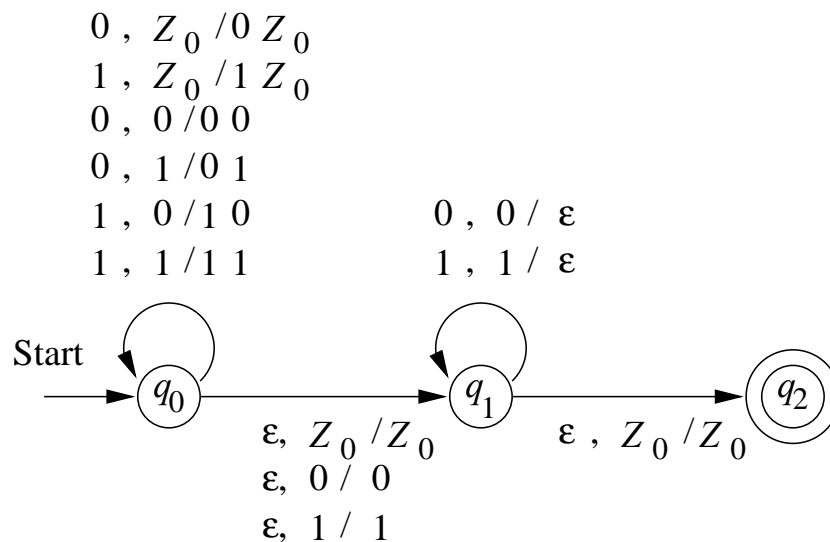 0 , Z0 /0 Z0
1 , Z0 /1 Z0
0 , 0 /0 0
0 , 1 /0 1
1 , 0 /1 0
1 , 1 /1 1
0 , 0 / ε
1 , 1 / ε
Start
q0
q1
q2
ε, Z0 /Z0
ε, 0 / 0
ε, 1 / 1
ε , Z0 /Z0